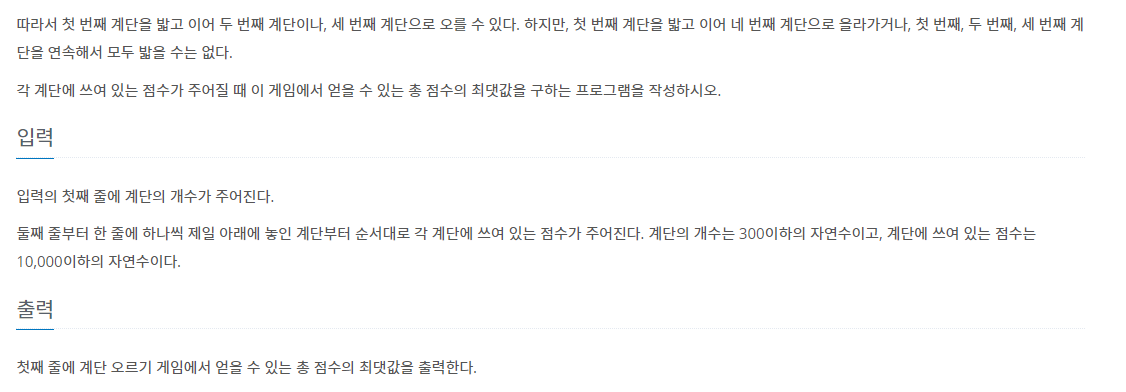 따라서 첫 번째 계단을 밟고 이어 두 번째 계단이나, 세 번째 계단으로 오를 수 있다. 하지만, 첫 번째 계단을 밟고 이어 네 번째 계단으로 올라가거나, 첫 번째, 두 번째, 세 번째 계
단을 연속해서 모두 밟을 수는 없다.
각 계단에 쓰여 있는 점수가 주어질 때 이 게임에서 얻을 수 있는 총 점수의 최댓값을 구하는 프로그램을 작성하시오.
입력
입력의 첫째 줄에 계단의 개수가 주어진다.
둘째 줄부터 한 줄에 하나씩 제일 아래에 놓인 계단부터 순서대로 각 계단에 쓰여 있는 점수가 주어진다. 계단의 개수는 300이하의 자연수이고, 계단에 쓰여 있는 점수는
10,000이하의 자연수이다.
출력
첫째 줄에 계단 오르기 게임에서 얻을 수 있는 총 점수의 최댓값을 출력한다.